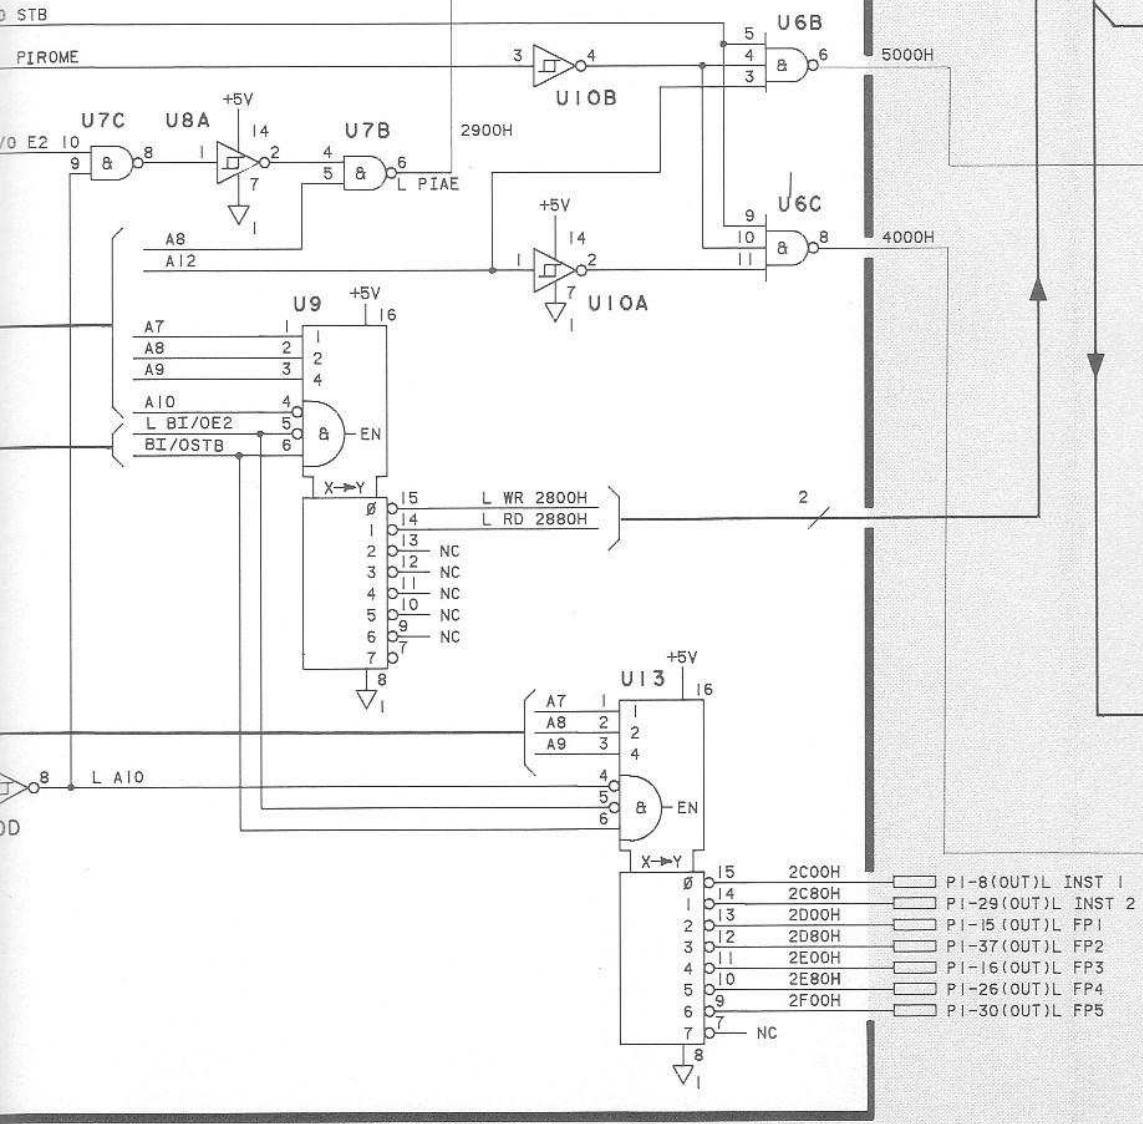 O STB
U6B
5
4
3
&
6
5000H
PIROME
3
4
U10B
+5V
U7C
U8A
14
U7B
2900H
/O E2
10
9
&
8
1
2
7
1
4
5
&
6
L PIAE
+5V
U6C
9
10
11
&
8
4000H
A8
A12
1
14
2
7
1
U10A
U9
+5V
16
A7 1 1
A8 2 2
A9 3 4
A10 4
L BI/OE2 5
BI/OSTB 6
& EN
X→Y
Ø 15 L WR 2800H
1 14 L RD 2880H
2
2 13 NC
3 12 NC
4 11 NC
5 10 NC
6 9 NC
7 7
8
1
U13
+5V
16
A7 1 1
A8 2 2
A9 3 4
8
L A10
4
5
6
& EN
0D
X→Y
Ø 15 2C00H P1-8(OUT)L INST 1
1 14 2C80H P1-29(OUT)L INST 2
2 13 2D00H P1-15(OUT)L FP1
3 12 2D80H P1-37(OUT)L FP2
4 11 2E00H P1-16(OUT)L FP3
5 10 2E80H P1-26(OUT)L FP4
6 9 2F00H P1-30(OUT)L FP5
7 7 NC
8
1